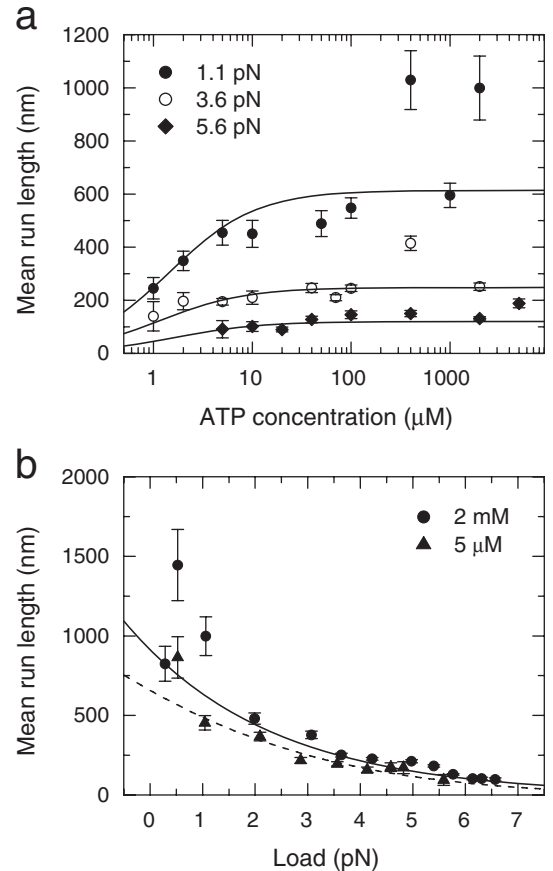 a
1200
1000
800
600
400
200
0
Mean run length (nm)
1.1 pN
3.6 pN
5.6 pN
1
10
100
1000
ATP concentration (μM)
b
2000
1500
1000
500
0
Mean run length (nm)
2 mM
5 μM
0 1 2 3 4 5 6 7
Load (pN)